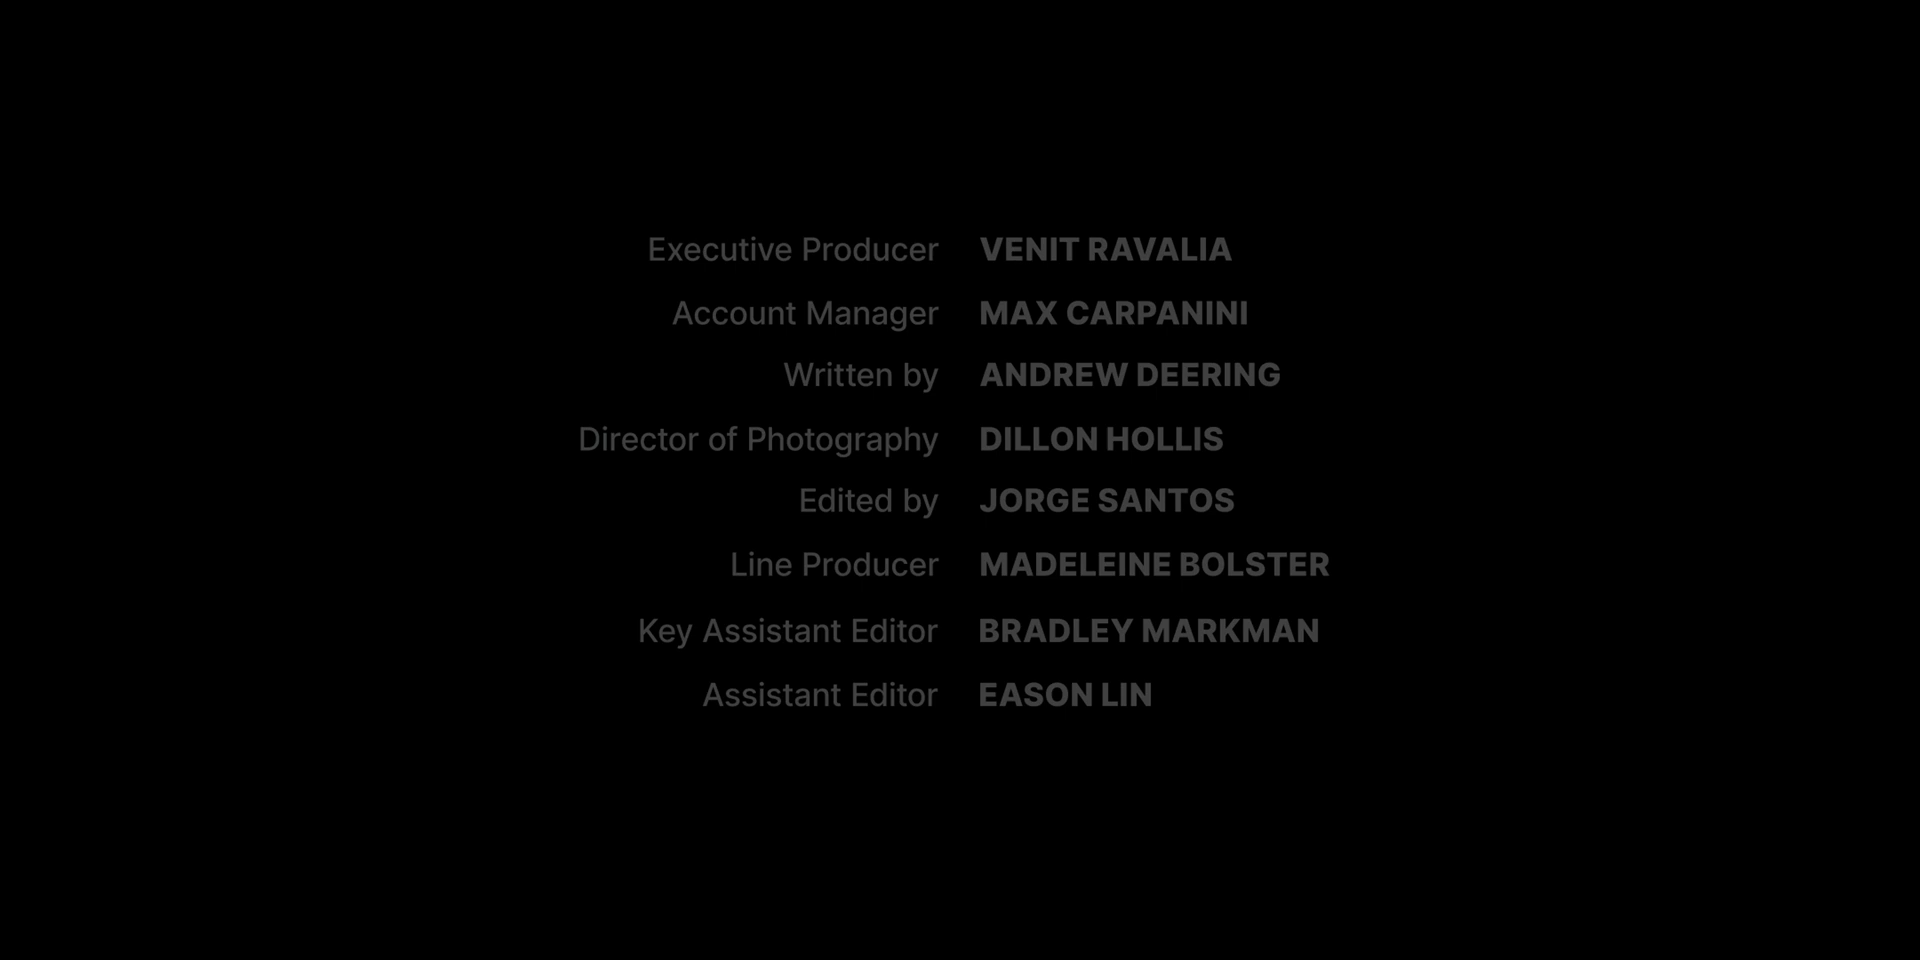 Executive Producer VENIT RAVALIA
Account Manager MAX CARPANINI
Written by ANDREW DEERING
Director of Photography DILLON HOLLIS
Edited by JORGE SANTOS
Line Producer MADELEINE BOLSTER
Key Assistant Editor BRADLEY MARKMAN
Assistant Editor EASON LIN